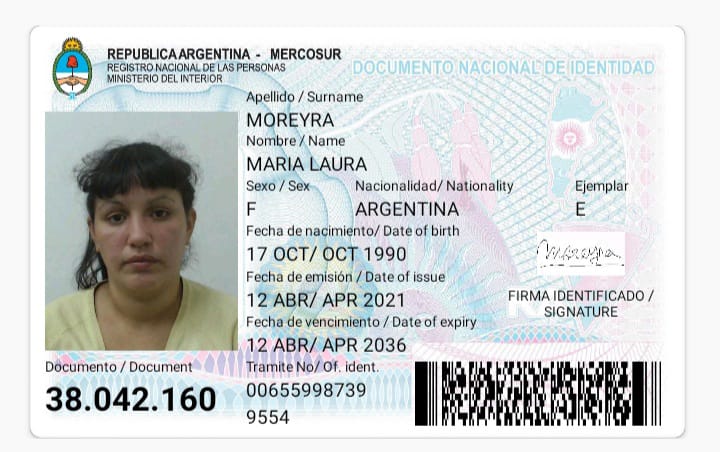 REPUBLICA ARGENTINA - MERCOSUR
REGISTRO NACIONAL DE LAS PERSONAS
MINISTERIO DEL INTERIOR
DOCUMENTO NACIONAL DE IDENTIDAD
Apellido / Surname
MOREYRA
Nombre / Name
MARIA LAURA
Sexo / Sex Nacionalidad/ Nationality Ejemplar
F ARGENTINA E
Fecha de nacimiento/ Date of birth
17 OCT/ OCT 1990
Fecha de emisión / Date of issue
12 ABR/ APR 2021
Fecha de vencimiento / Date of expiry
12 ABR/ APR 2036
Moreyra
FIRMA IDENTIFICADO /
SIGNATURE
Documento / Document
38.042.160
Tramite No/ Of. ident.
00655998739
9554